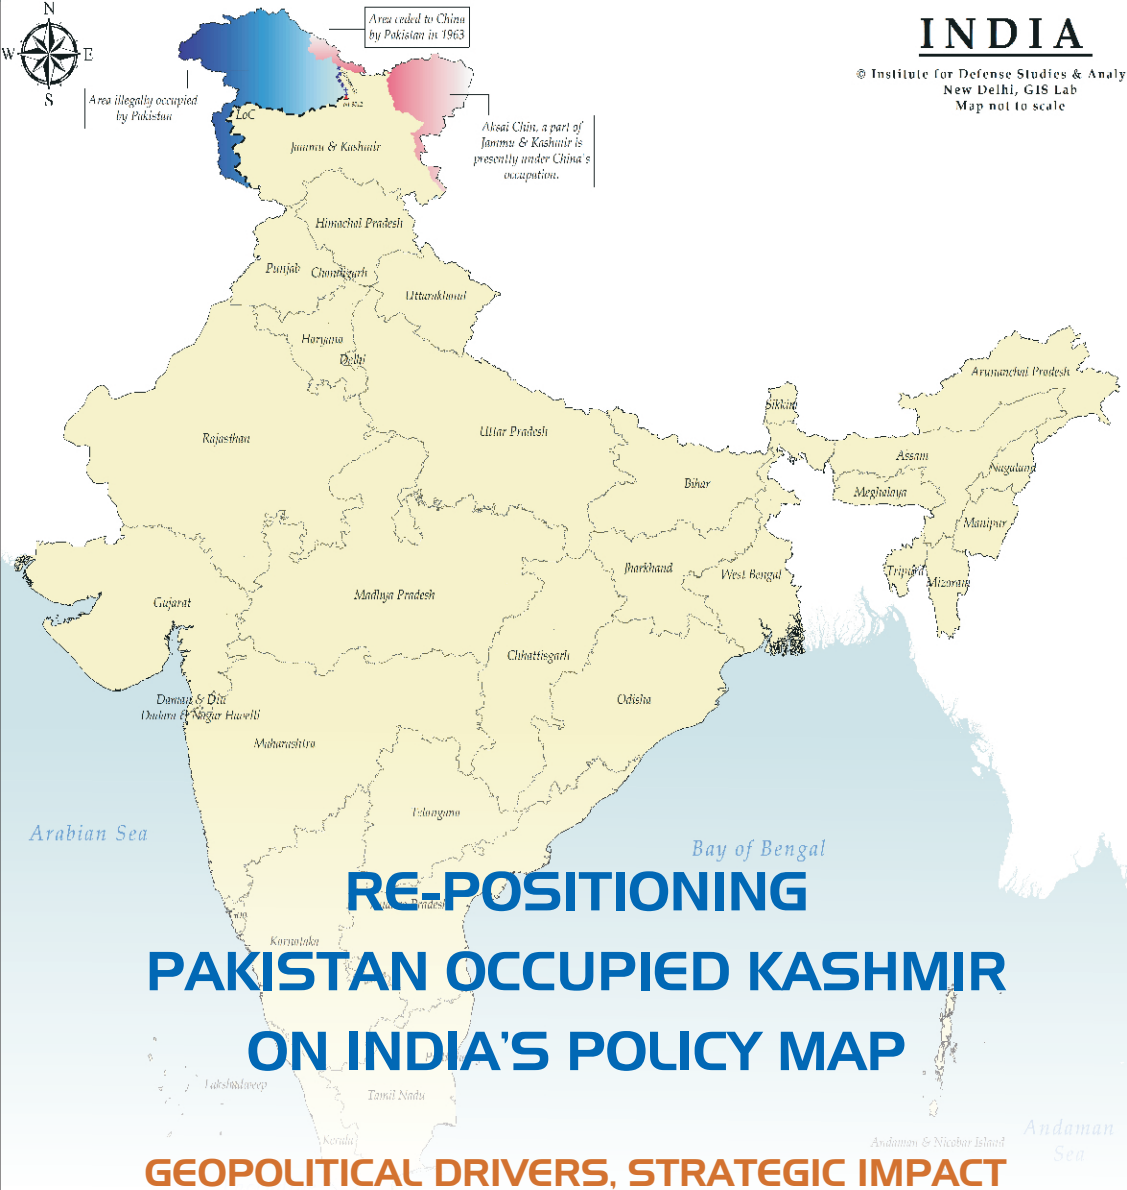 N
W E
S
Area ceded to China
by Pakistan in 1963
INDIA
© Institute for Defense Studies & Analy
New Delhi, GIS Lab
Map not to scale
Area illegally occupied
by Pakistan
LoC
Jammu & Kashmir
Aksai Chin, a part of
Jammu & Kashmir is
presently under China's
occupation.
Himachal Pradesh
Punjab
Chandigarh
Uttarakhand
Haryana
Delhi
Arunanchal Pradesh
Sikkim
Rajasthan
Uttar Pradesh
Assam
Nagaland
Bihar
Meghalaya
Manipur
Jharkhand
West Bengal
Tripura
Mizoram
Gujarat
Madhya Pradesh
Chhattisgarh
Odisha
Daman & Diu
Dadara & Nagar Havelli
Maharashtra
Telangana
Arabian Sea
Bay of Bengal
RE-POSITIONING
Pradesh
Karnataka
PAKISTAN OCCUPIED KASHMIR
ON INDIA'S POLICY MAP
Lakshadweep
Tamil Nadu
Kerala
Andaman & Nicobar Island
Andaman
Sea
GEOPOLITICAL DRIVERS, STRATEGIC IMPACT